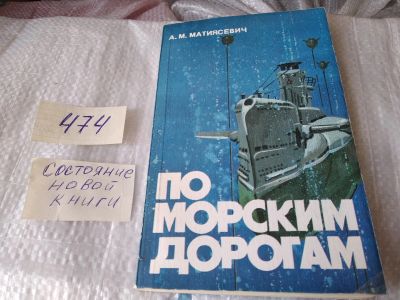 А. М. МАТИЯСЕВИЧ
ПО
МОРСКИМ
ДОРОГАМ
474
СОСТОЯНИЕ
НОВОЙ
КНИГИ